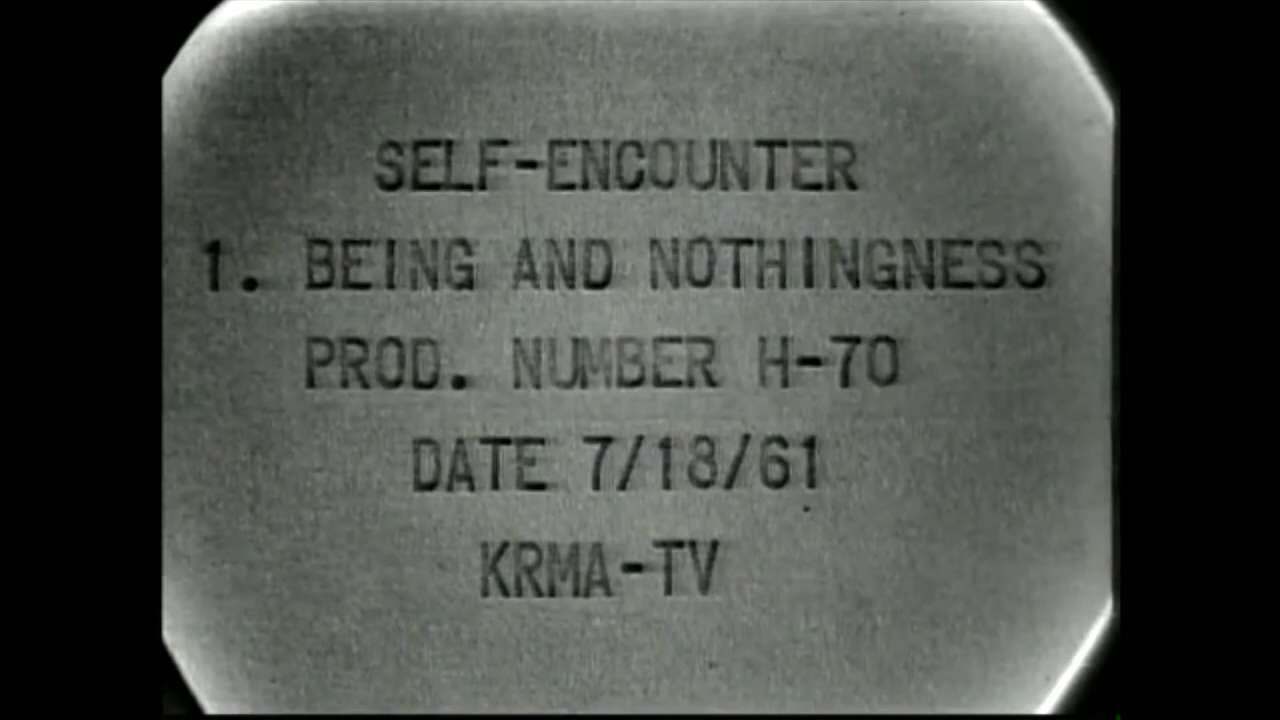 SELF-ENCOUNTER
1. BEING AND NOTHINGNESS
PROD. NUMBER H-70
DATE 7/18/61
KRMA-TV